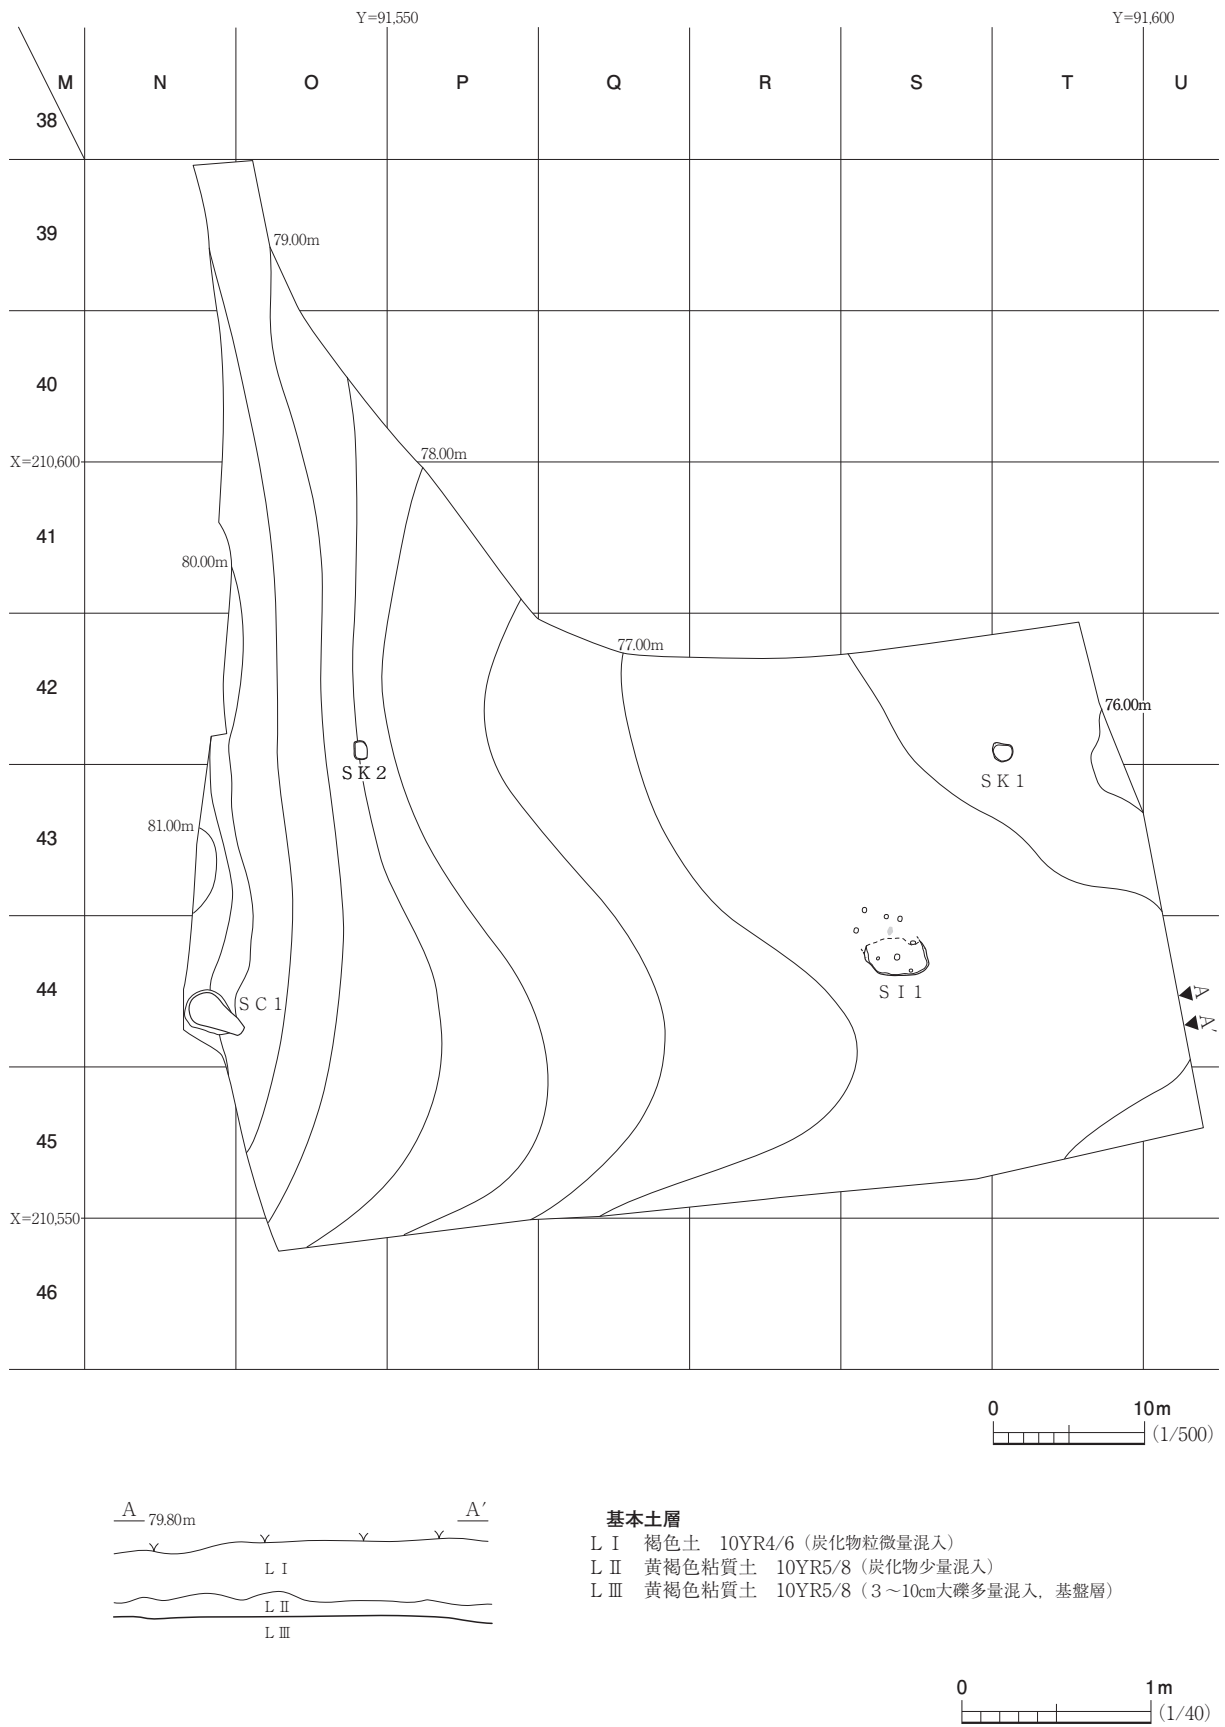 Y=91,550
Y=91,600
M N O P Q R S T U
38
39
79.00m
40
X=210,600
78.00m
41
80.00m
77.00m
42
76.00m
SK2
SK1
81.00m
43
44
SC1
SI1
A
A′
45
X=210,550
46
0 10m
(1/500)
A 79.80m A′
LⅠ
LⅡ
LⅢ
基本土層
LⅠ 褐色土 10YR4/6（炭化物粒微量混入）
LⅡ 黄褐色粘質土 10YR5/8（炭化物少量混入）
LⅢ 黄褐色粘質土 10YR5/8（3～10㎝大礫多量混入，基盤層）
0 1m
(1/40)